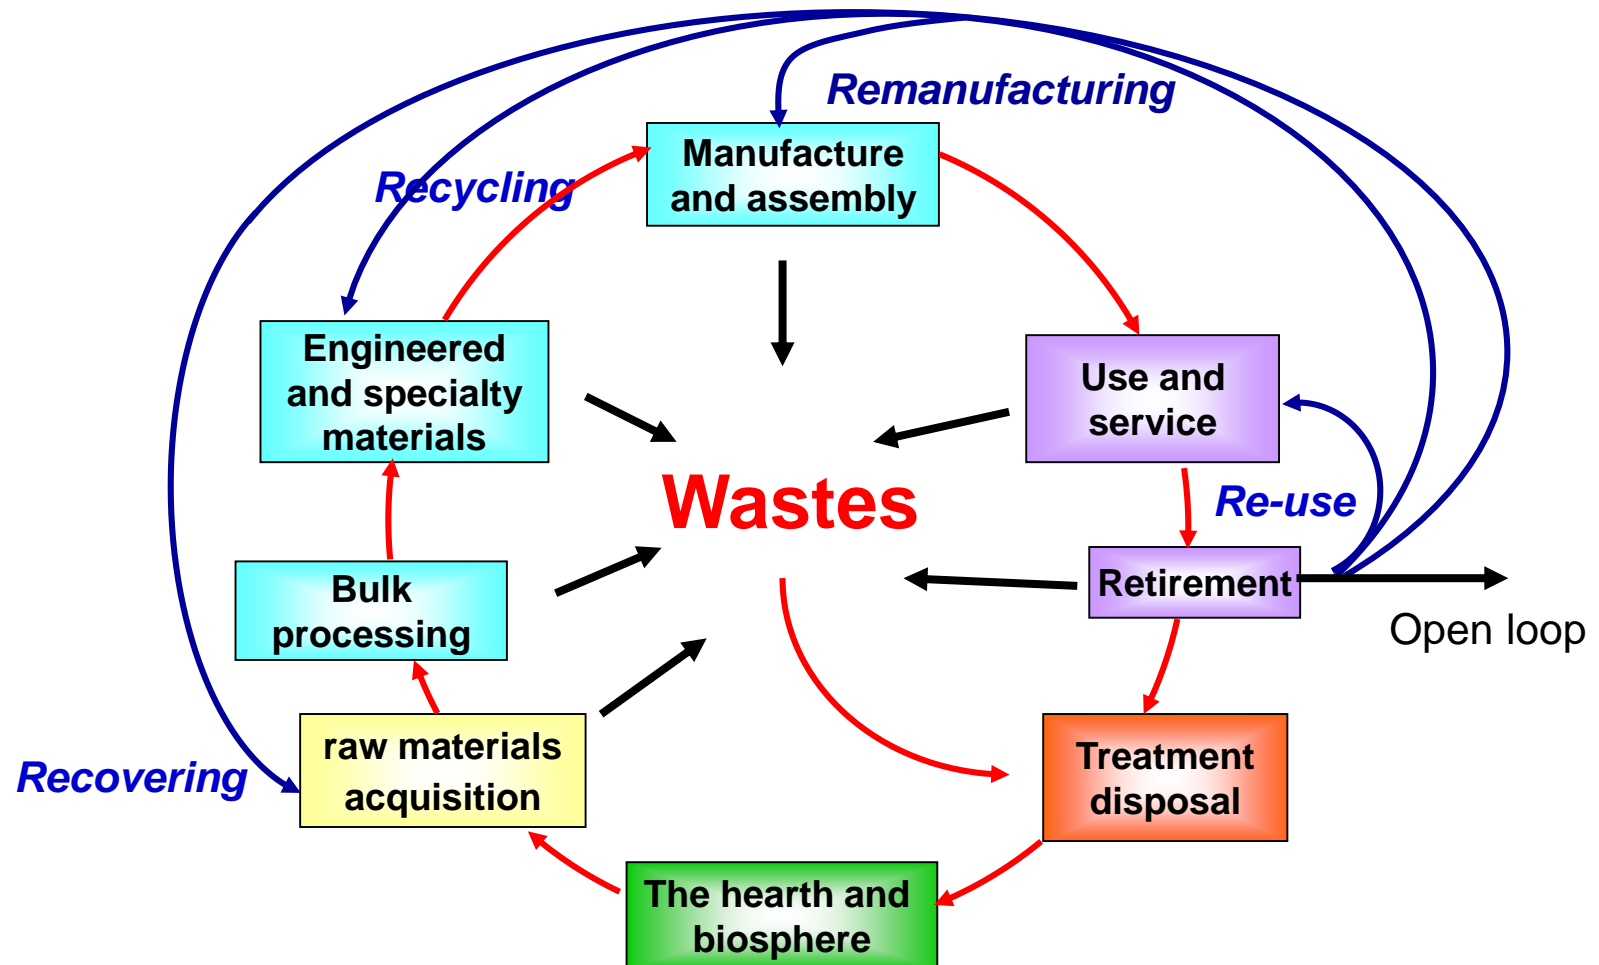 Remanufacturing
Manufacture
and assembly
Recycling
Engineered
and specialty
materials
Use and
service
Wastes
Re-use
Bulk
processing
Retirement
Open loop
raw materials
acquisition
Recovering
Treatment
disposal
The hearth and
biosphere